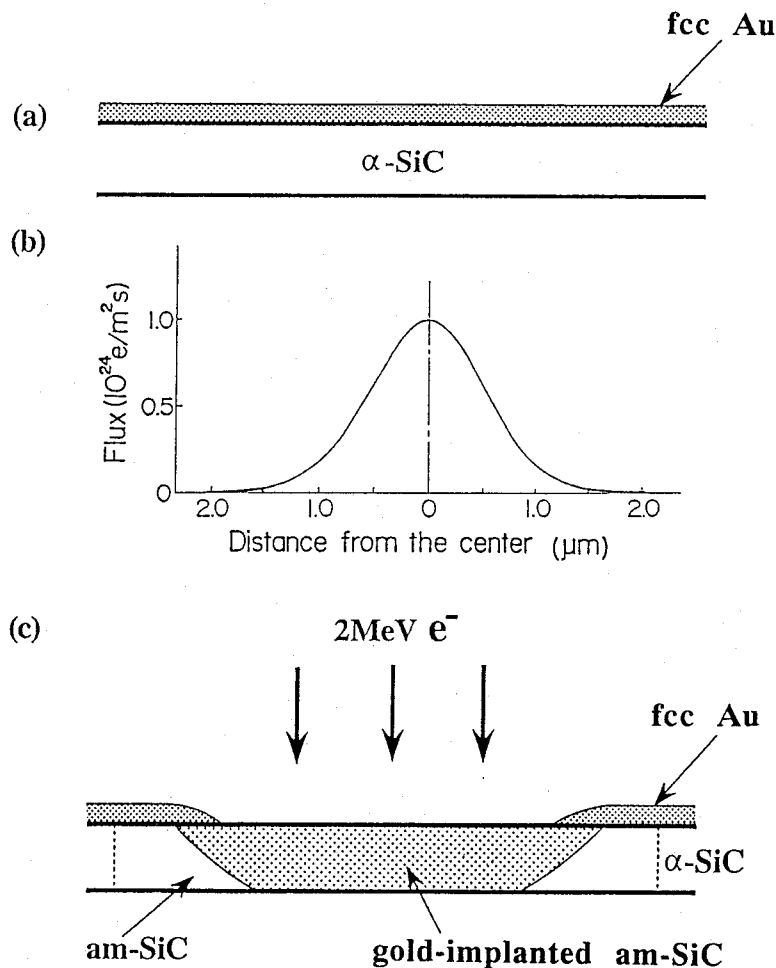 fcc Au
(a)
α-SiC
(b)
Flux (10²⁴ e/m²s)
1.0
0.5
0
2.0 1.0 0 1.0 2.0
Distance from the center (μm)
(c)
2MeV e⁻
fcc Au
α-SiC
am-SiC
gold-implanted am-SiC